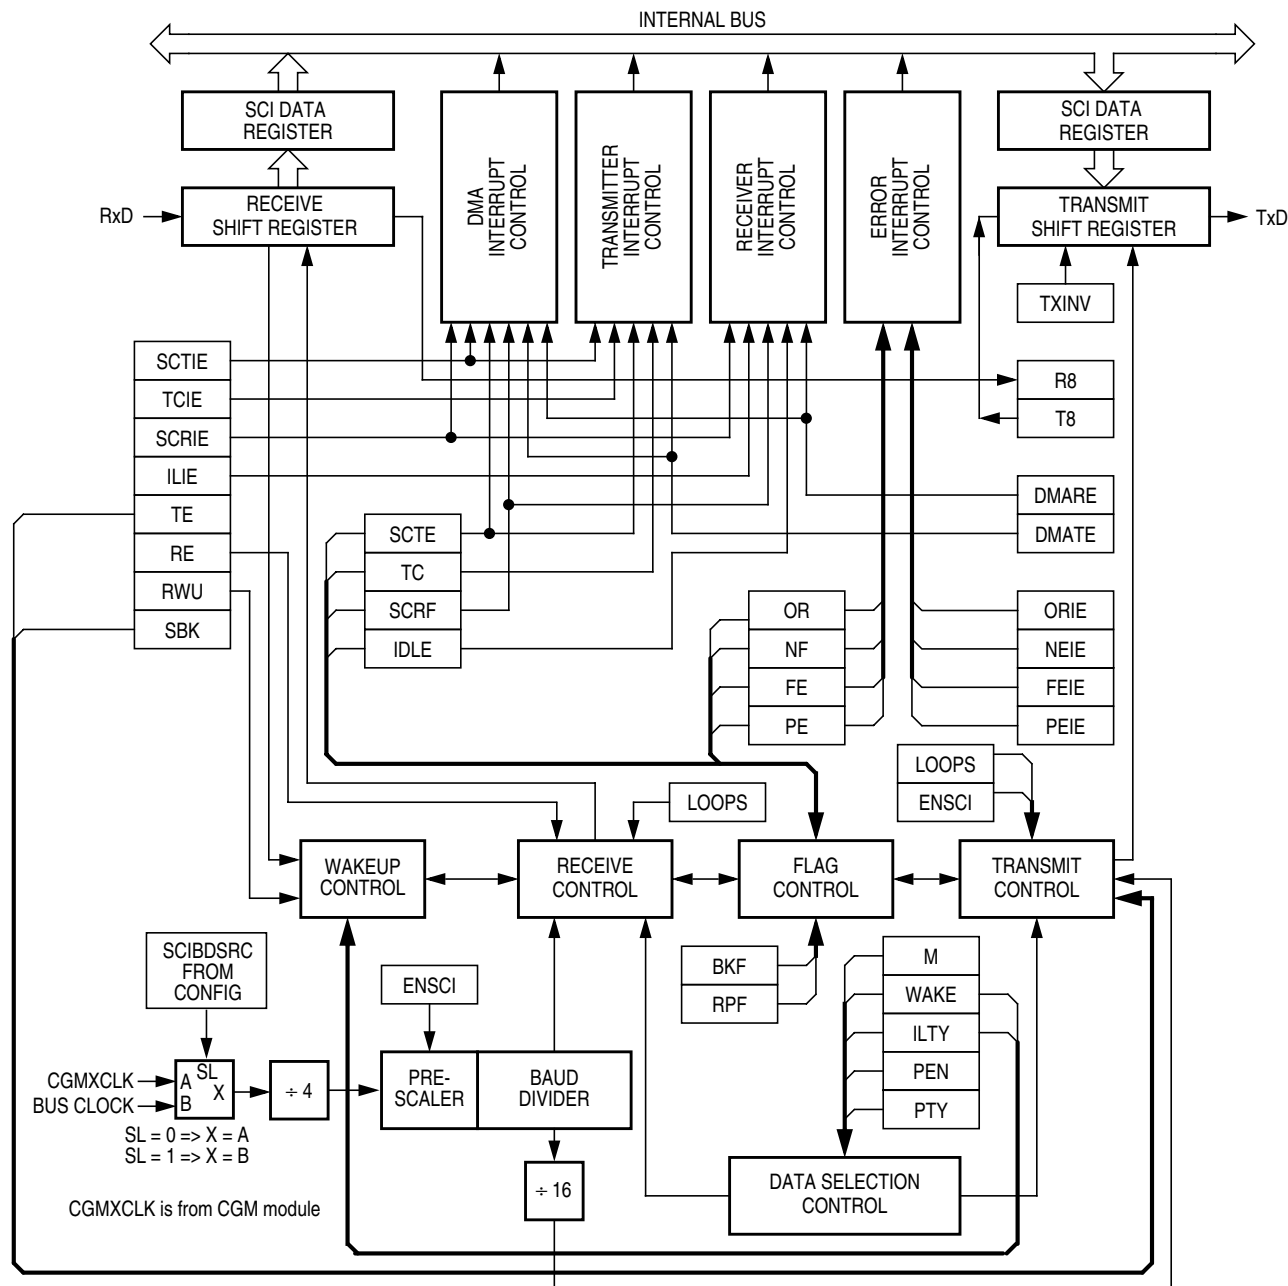 INTERNAL BUS
SCI DATA
REGISTER
RECEIVE
SHIFT REGISTER
RxD
DMA
INTERRUPT
CONTROL
TRANSMITTER
INTERRUPT
CONTROL
RECEIVER
INTERRUPT
CONTROL
ERROR
INTERRUPT
CONTROL
SCI DATA
REGISTER
TRANSMIT
SHIFT REGISTER
TxD
TXINV
SCTIE
TCIE
SCRIE
ILIE
TE
RE
RWU
SBK
R8
T8
DMARE
DMATE
SCTE
TC
SCRF
IDLE
OR
NF
FE
PE
ORIE
NEIE
FEIE
PEIE
LOOPS
LOOPS
ENSCI
WAKEUP
CONTROL
RECEIVE
CONTROL
FLAG
CONTROL
TRANSMIT
CONTROL
SCIBDSRC
FROM
CONFIG
ENSCI
BKF
RPF
M
WAKE
ILTY
PEN
PTY
CGMXCLK
BUS CLOCK
SL
A
X
B
÷ 4
PRE-
SCALER
BAUD
DIVIDER
SL = 0 => X = A
SL = 1 => X = B
÷ 16
DATA SELECTION
CONTROL
CGMXCLK is from CGM module